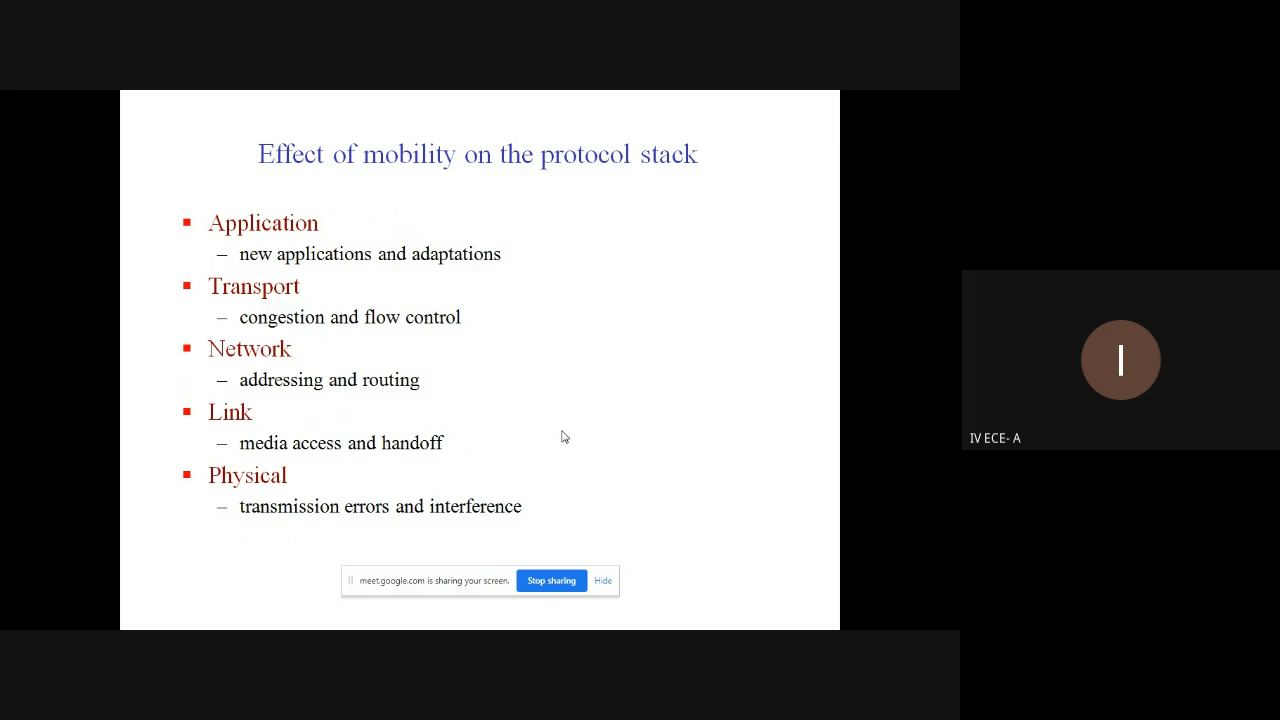 Effect of mobility on the protocol stack
Application
– new applications and adaptations
Transport
– congestion and flow control
Network
– addressing and routing
Link
– media access and handoff
Physical
– transmission errors and interference
meet.google.com is sharing your screen. Stop sharing Hide
I
IV ECE- A